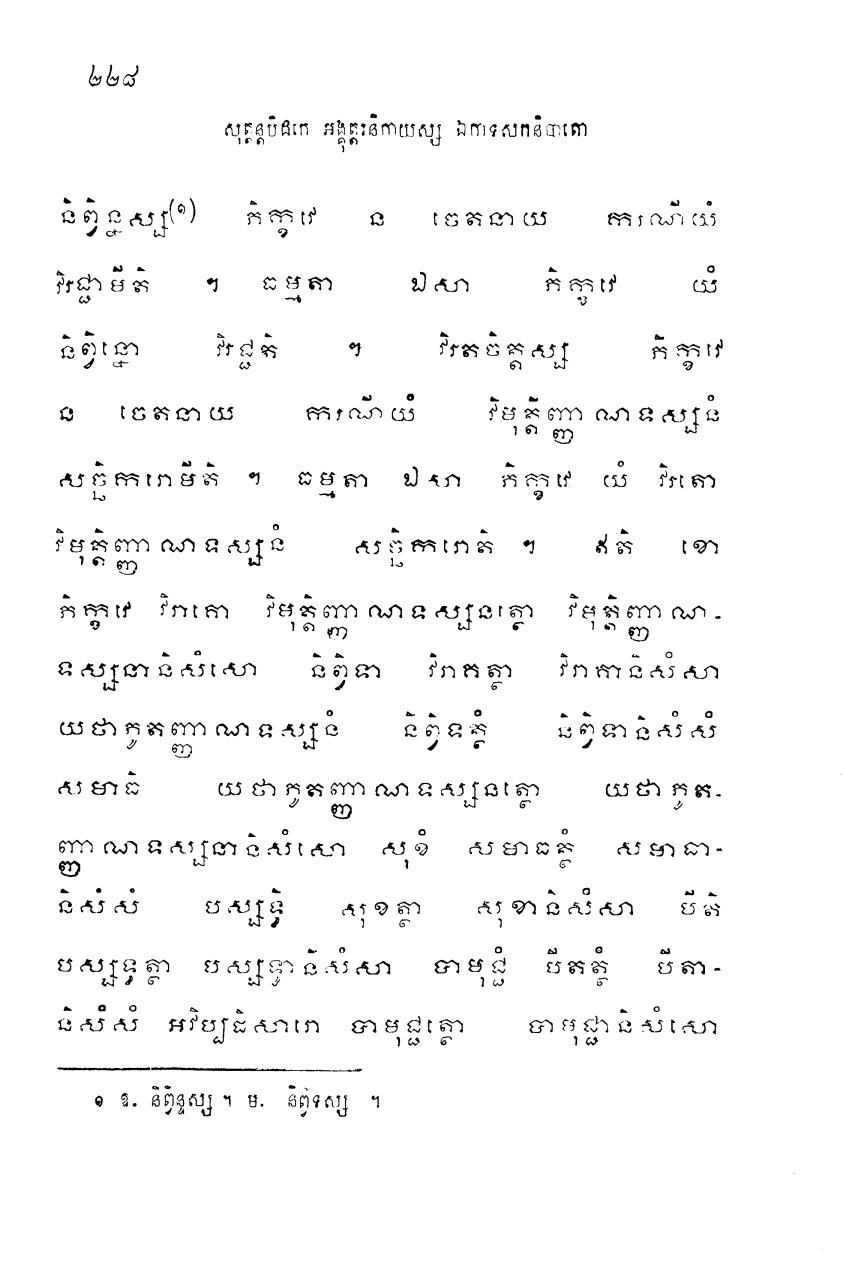 ២២៨
សុត្តន្តបិដកេ អង្គុត្តរនិកាយស្ស ឯកាទសកនិបាតោ
និព្វិន្នស្ស(១) ភិក្ខវេ ន ចេតនាយ ករណីយំ
វិរជ្ជាមីតិ ។ ធម្មតា ឯសា ភិក្ខវេ យំ
និព្វិន្នោ វិរជ្ជតិ ។ វិរតចិត្តស្ស ភិក្ខវេ
ន ចេតនាយ ករណីយំ វិមុត្តិញ្ញាណទស្សនំ
សច្ឆិករោមីតិ ។ ធម្មតា ឯសា ភិក្ខវេ យំ វិរតោ
វិមុត្តិញ្ញាណទស្សនំ សច្ឆិករោតិ ។ ឥតិ ខោ
ភិក្ខវេ វិរាគោ វិមុត្តិញ្ញាណទស្សនត្ថោ វិមុត្តិញ្ញាណ-
ទស្សនានិសំសោ និព្វិទា វិរាគត្ថា វិរាគានិសំសា
យថាភូតញ្ញាណទស្សនំ និព្វិទត្ថំ និព្វិទានិសំសំ
សមាធិ យថាភូតញ្ញាណទស្សនត្ថោ យថាភូត-
ញ្ញាណទស្សនានិសំសោ សុខំ សមាធត្ថំ សមាធា-
និសំសំ បស្សទ្ធិ សុខត្ថា សុខានិសំសា បីតិ
បស្សទ្ធត្ថា បស្សទ្ធានិសំសា បាមុជ្ជំ បីតត្ថំ បីតា-
និសំសំ អវិប្បដិសារោ បាមុជ្ជត្ថោ បាមុជ្ជានិសំសោ
១ ឱ. និព្វិន្ទស្ស ។ ម. និព្វិទស្ស ។